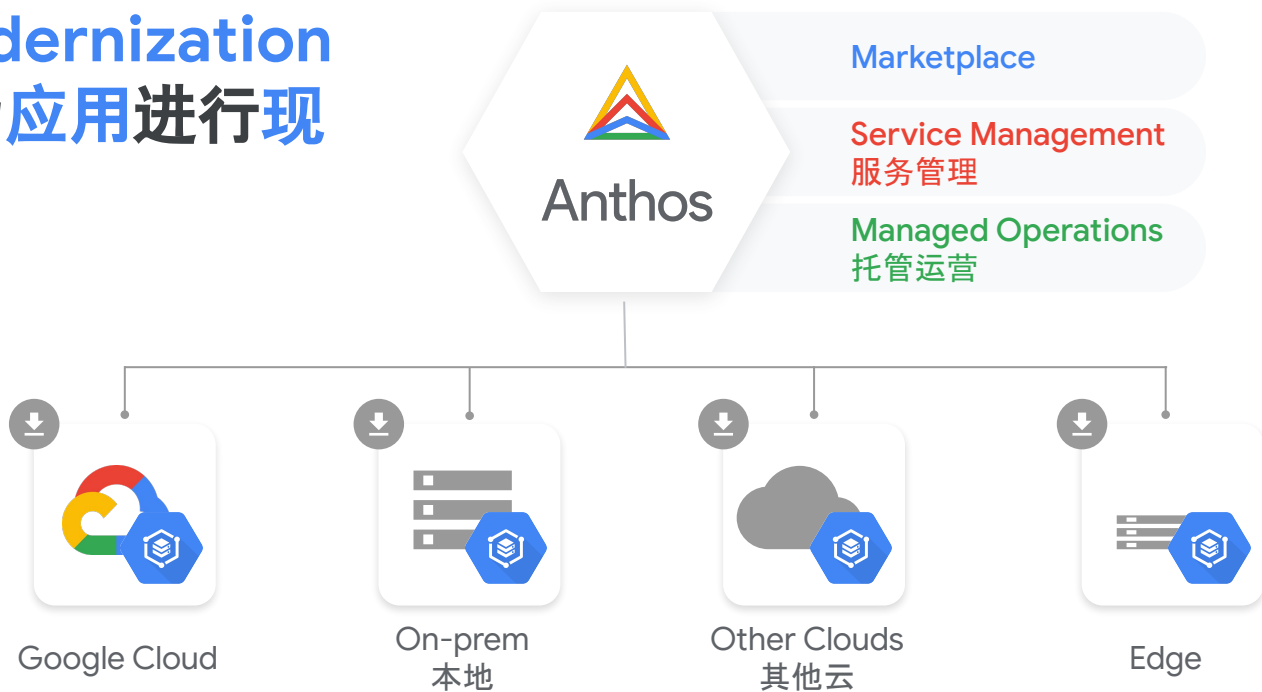 dernization
应用进行现
Anthos
Marketplace
Service Management
服务管理
Managed Operations
托管运营
Google Cloud
On-prem
本地
Other Clouds
其他云
Edge